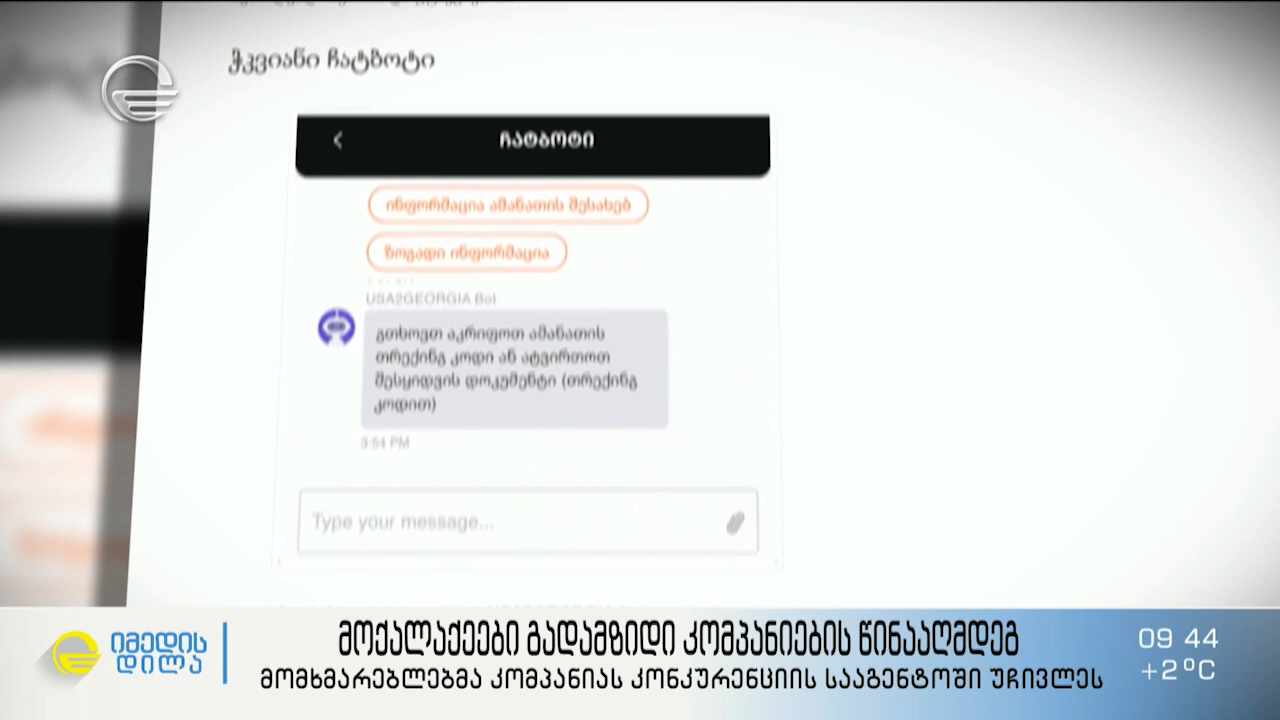 ჭკვიანი ჩატბოტი
ჩატბოტი
ინფორმაცია ამანათის შესახებ
ზოგადი ინფორმაცია
USA2GEORGIA Bot
გთხოვთ აკრიფოთ ამანათის
თრექინგ კოდი ან ატვირთოთ
შესყიდვის დოკუმენტი (თრექინგ
კოდით)
3:54 PM
Type your message...
მოქალაქეები გადამზიდი კომპანიების წინააღმდეგ
იმედის
დილა
მომხმარებლებმა კომპანიას კონკურენციის სააგენტოში უჩივლეს
09 44
+2°C